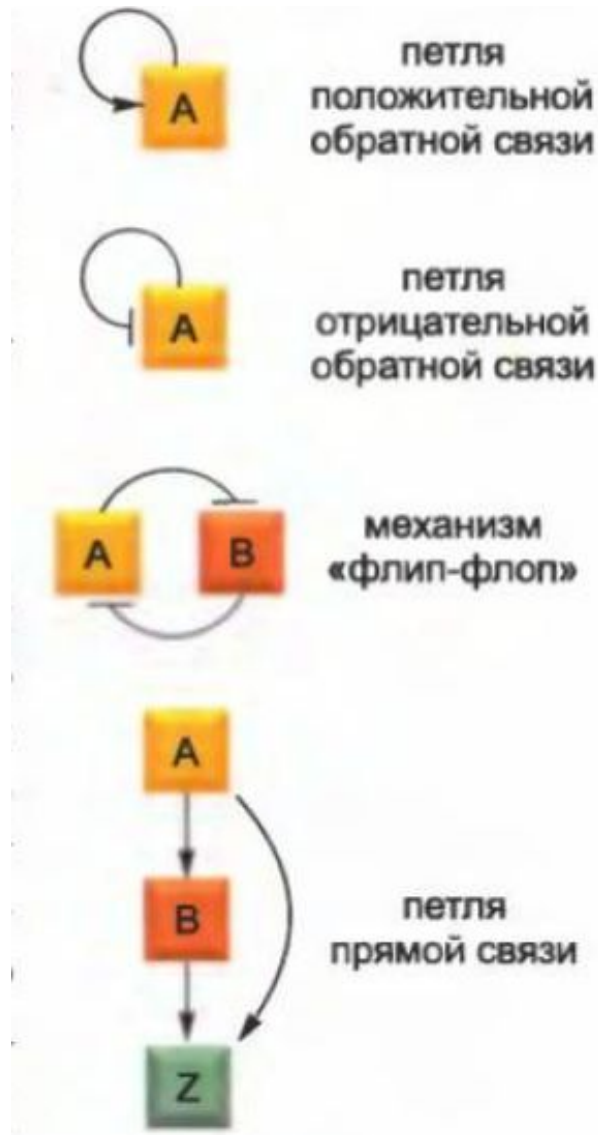 A
петля
положительной
обратной связи
A
петля
отрицательной
обратной связи
A
B
механизм
«флип-флоп»
A
B
Z
петля
прямой связи